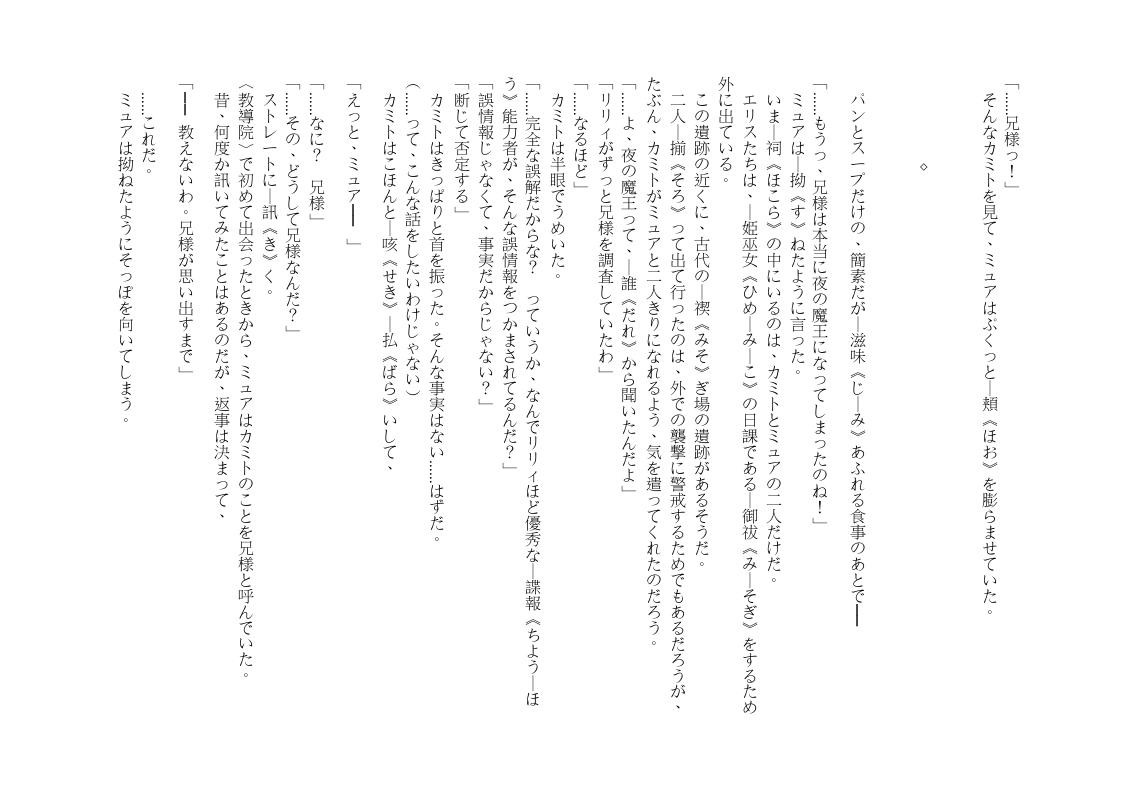 「……兄様っ！」
そんなカミトを見て、ミュアはぷくっと―頬《ほお》を膨らませていた。
◇
パンとスープだけの、簡素だが―滋味《じ―み》あふれる食事のあとで━━
「……もうっ、兄様は本当に夜の魔王になってしまったのね！」
ミュアは―拗《す》ねたように言った。
いま―祠《ほこら》の中にいるのは、カミトとミュアの二人だけだ。
エリスたちは、―姫巫女《ひめ―み―こ》の日課である―御祓《み―そぎ》をするため
外に出ている。
この遺跡の近くに、古代の―禊《みそ》ぎ場の遺跡があるそうだ。
二人―揃《そろ》って出て行ったのは、外での襲撃に警戒するためでもあるだろうが、
たぶん、カミトがミュアと二人きりになれるよう、気を遣ってくれたのだろう。
「……よ、夜の魔王って、―誰《だれ》から聞いたんだよ」
「リリィがずっと兄様を調査していたわ」
「……なるほど」
カミトは半眼でうめいた。
「……完全な誤解だからな？　っていうか、なんでリリィほど優秀な―諜報《ちよう―ほ
う》能力者が、そんな誤情報をつかまされてるんだ？」
「誤情報じゃなくて、事実だからじゃない？」
「断じて否定する」
カミトはきっぱりと首を振った。そんな事実はない……はずだ。
（……って、こんな話をしたいわけじゃない）
カミトはこほんと―咳《せき》―払《ばら》いして、
「えっと、ミュア━━　」
「……なに？　兄様」
「……その、どうして兄様なんだ？」
ストレートに―訊《き》く。
〈教導院〉で初めて出会ったときから、ミュアはカミトのことを兄様と呼んでいた。
昔、何度か訊いてみたことはあるのだが、返事は決まって、
「━━　教えないわ。兄様が思い出すまで」
……これだ。
ミュアは拗ねたようにそっぽを向いてしまう。